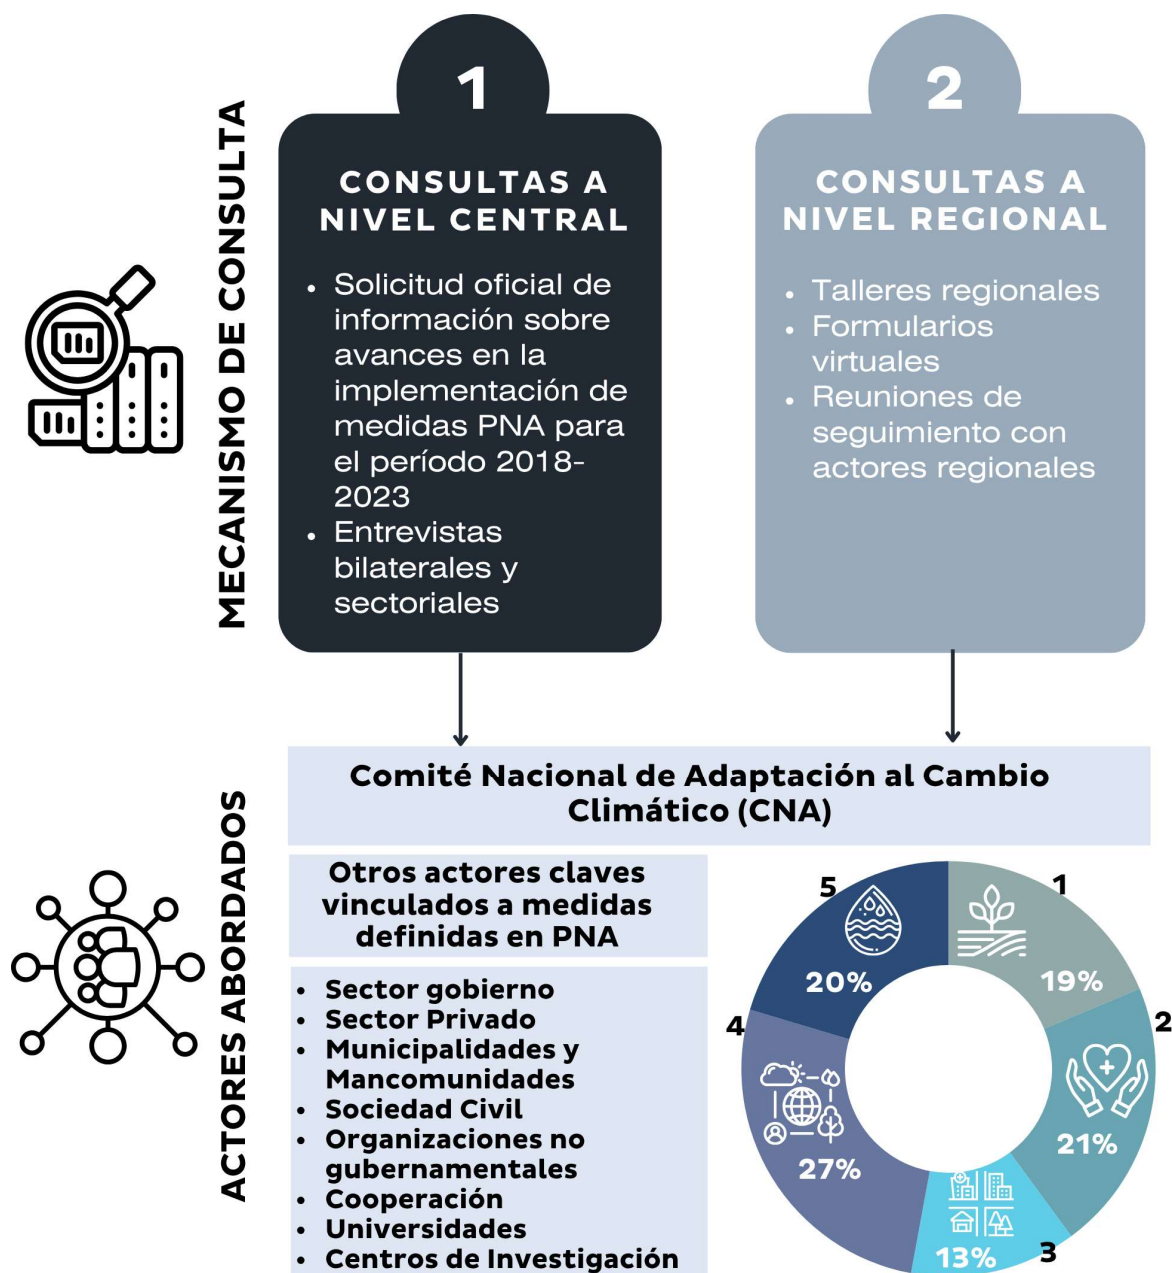 MECANISMO DE CONSULTA
1
CONSULTAS A
NIVEL CENTRAL
• Solicitud oficial de
información sobre
avances en la
implementación de
medidas PNA para
el período 2018-
2023
• Entrevistas
bilaterales y
sectoriales
2
CONSULTAS A
NIVEL REGIONAL
• Talleres regionales
• Formularios
virtuales
• Reuniones de
seguimiento con
actores regionales
ACTORES ABORDADOS
Comité Nacional de Adaptación al Cambio
Climático (CNA)
Otros actores claves
vinculados a medidas
definidas en PNA
• Sector gobierno
• Sector Privado
• Municipalidades y
Mancomunidades
• Sociedad Civil
• Organizaciones no
gubernamentales
• Cooperación
• Universidades
• Centros de Investigación
1
19%
2
21%
3
13%
4
27%
5
20%